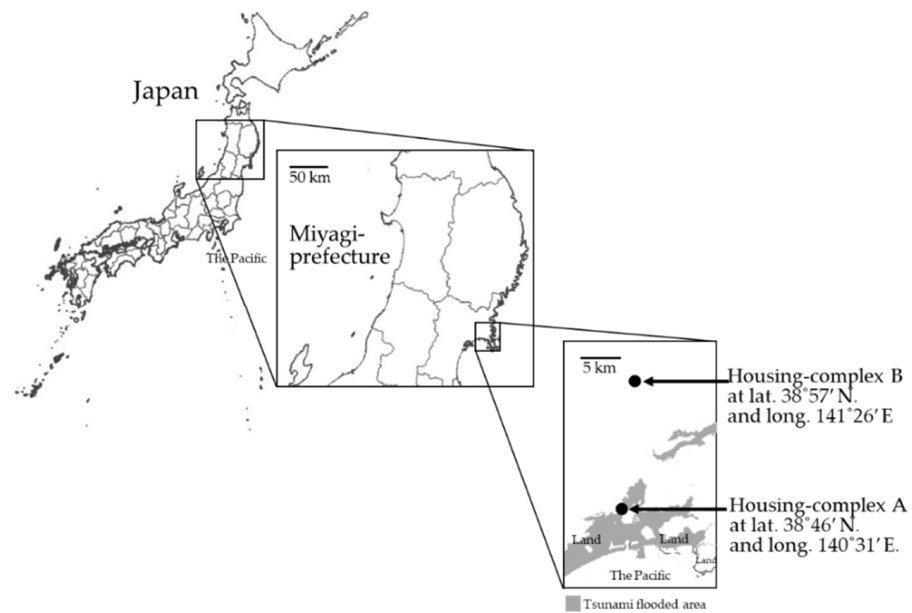 Japan
The Pacific
50 km
Miyagi-
prefecture
5 km
Housing-complex B
at lat. 38°57′ N.
and long. 141°26′ E
Housing-complex A
at lat. 38°46′ N.
and long. 140°31′ E.
Land
Land
Land
The Pacific
Tsunami flooded area